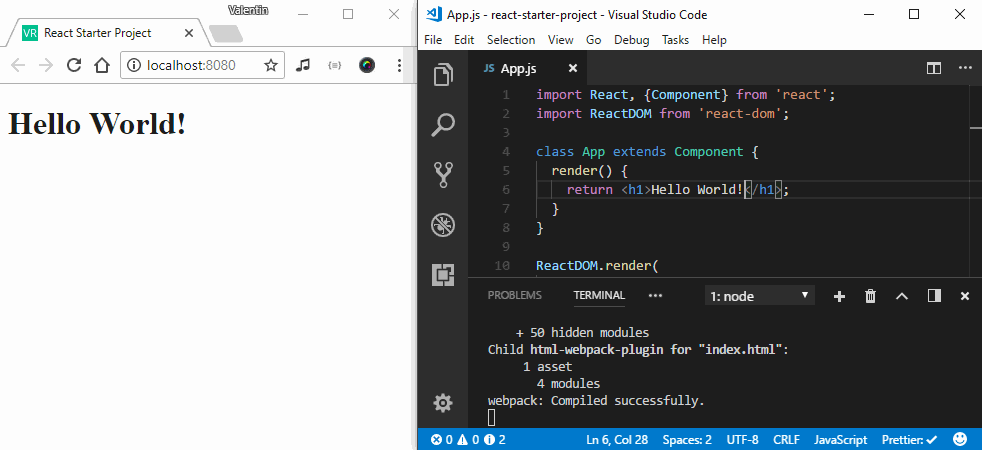 Valentin
VR React Starter Project
localhost:8080
Hello World!
App.js - react-starter-project - Visual Studio Code
File Edit Selection View Go Debug Tasks Help
JS App.js
1 import React, {Component} from 'react';
2 import ReactDOM from 'react-dom';
3
4 class App extends Component {
5 render() {
6 return <h1>Hello World!</h1>;
7 }
8 }
9
10 ReactDOM.render(
PROBLEMS TERMINAL ••• 1: node
+ 50 hidden modules
Child html-webpack-plugin for "index.html":
1 asset
4 modules
webpack: Compiled successfully.
0 0 2 Ln 6, Col 28 Spaces: 2 UTF-8 CRLF JavaScript Prettier: ✓